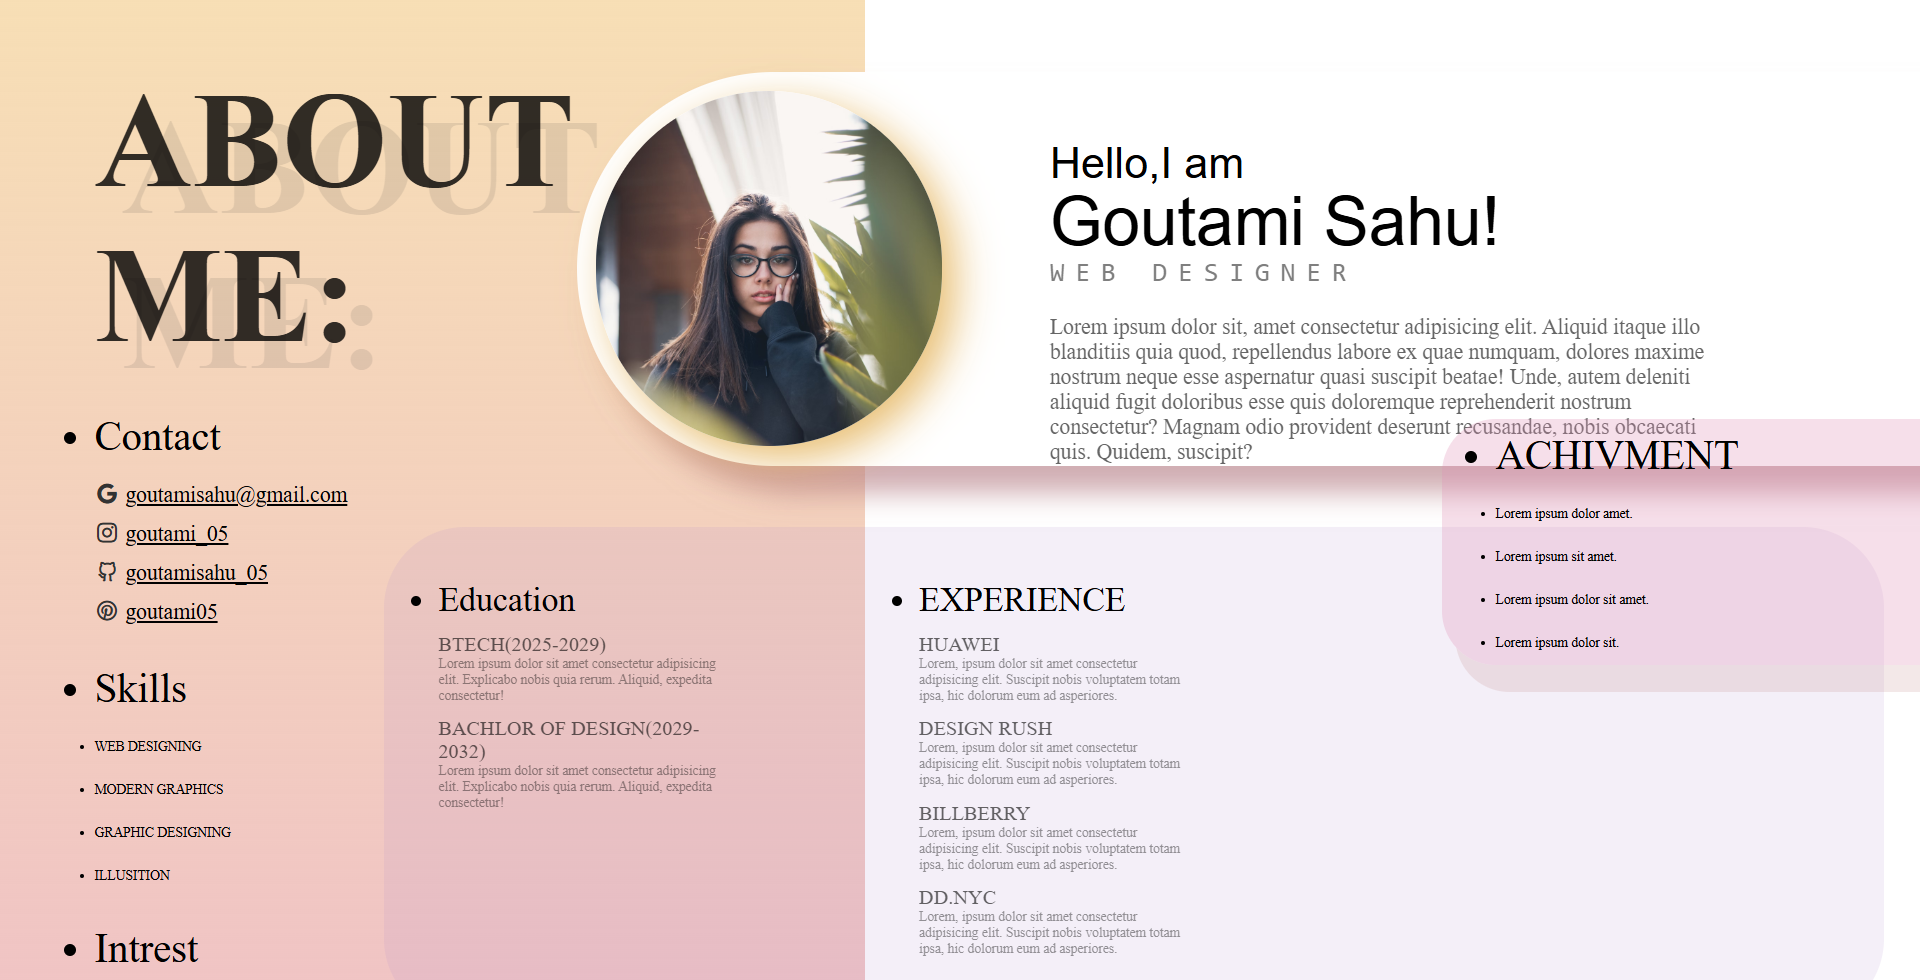 ABOUT
ME:
Hello,I am
Goutami Sahu!
WEB DESIGNER
Lorem ipsum dolor sit, amet consectetur adipisicing elit. Aliquid itaque illo
blanditiis quia quod, repellendus labore ex quae numquam, dolores maxime
nostrum neque esse aspernatur quasi suscipit beatae! Unde, autem deleniti
aliquid fugit doloribus esse quis doloremque reprehenderit nostrum
consectetur? Magnam odio provident deserunt recusandae, nobis obcaecati
quis. Quidem, suscipit?
Contact
goutamisahu@gmail.com
goutami_05
goutamisahu_05
goutami05
Skills
WEB DESIGNING
MODERN GRAPHICS
GRAPHIC DESIGNING
ILLUSITION
Intrest
Education
BTECH(2025-2029)
Lorem ipsum dolor sit amet consectetur adipisicing
elit. Explicabo nobis quia rerum. Aliquid, expedita
consectetur!
BACHLOR OF DESIGN(2029-
2032)
Lorem ipsum dolor sit amet consectetur adipisicing
elit. Explicabo nobis quia rerum. Aliquid, expedita
consectetur!
EXPERIENCE
HUAWEI
Lorem, ipsum dolor sit amet consectetur
adipisicing elit. Suscipit nobis voluptatem totam
ipsa, hic dolorum eum ad asperiores.
DESIGN RUSH
Lorem, ipsum dolor sit amet consectetur
adipisicing elit. Suscipit nobis voluptatem totam
ipsa, hic dolorum eum ad asperiores.
BILLBERRY
Lorem, ipsum dolor sit amet consectetur
adipisicing elit. Suscipit nobis voluptatem totam
ipsa, hic dolorum eum ad asperiores.
DD.NYC
Lorem, ipsum dolor sit amet consectetur
adipisicing elit. Suscipit nobis voluptatem totam
ipsa, hic dolorum eum ad asperiores.
ACHIVMENT
Lorem ipsum dolor amet.
Lorem ipsum sit amet.
Lorem ipsum dolor sit amet.
Lorem ipsum dolor sit.